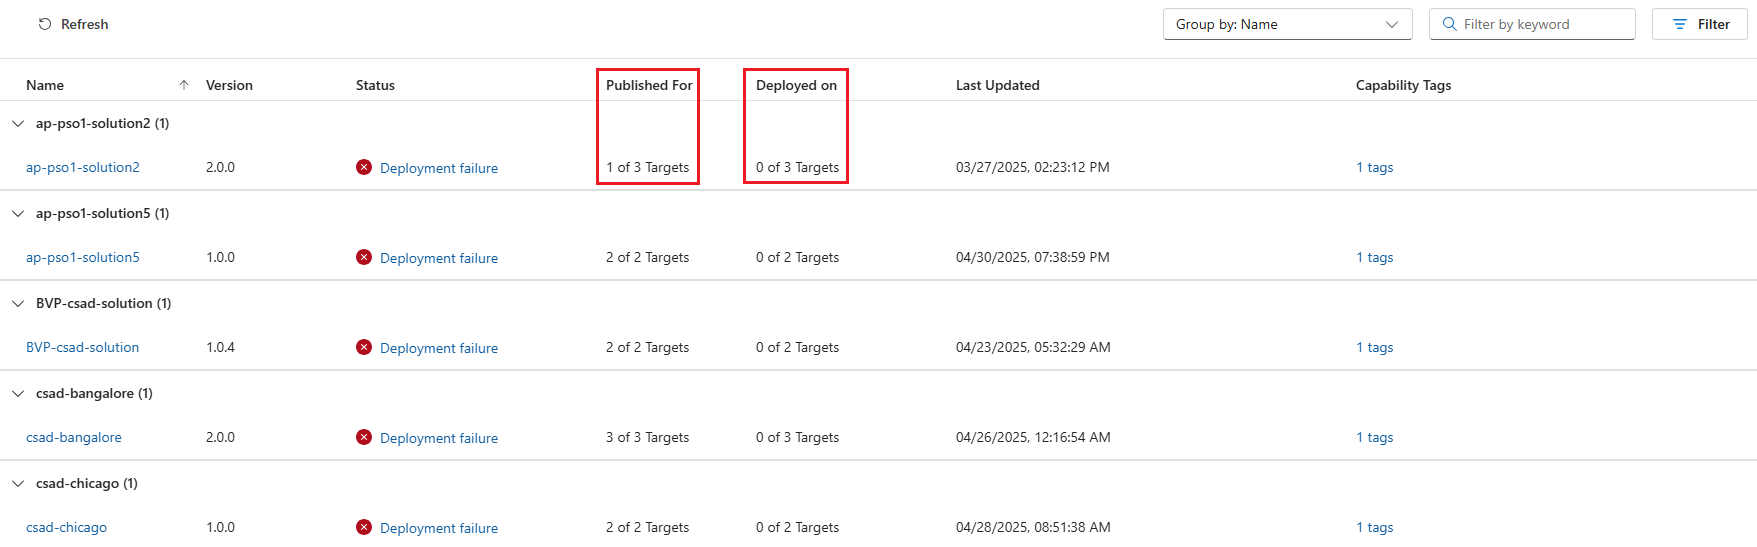 Refresh Group by: Name Filter by keyword Filter
Name Version Status Published For Deployed on Last Updated Capability Tags
ap-pso1-solution2 (1)
ap-pso1-solution2 2.0.0 Deployment failure 1 of 3 Targets 0 of 3 Targets 03/27/2025, 02:23:12 PM 1 tags
ap-pso1-solution5 (1)
ap-pso1-solution5 1.0.0 Deployment failure 2 of 2 Targets 0 of 2 Targets 04/30/2025, 07:38:59 PM 1 tags
BVP-csad-solution (1)
BVP-csad-solution 1.0.4 Deployment failure 2 of 2 Targets 0 of 2 Targets 04/23/2025, 05:32:29 AM 1 tags
csad-bangalore (1)
csad-bangalore 2.0.0 Deployment failure 3 of 3 Targets 0 of 3 Targets 04/26/2025, 12:16:54 AM 1 tags
csad-chicago (1)
csad-chicago 1.0.0 Deployment failure 2 of 2 Targets 0 of 2 Targets 04/28/2025, 08:51:38 AM 1 tags